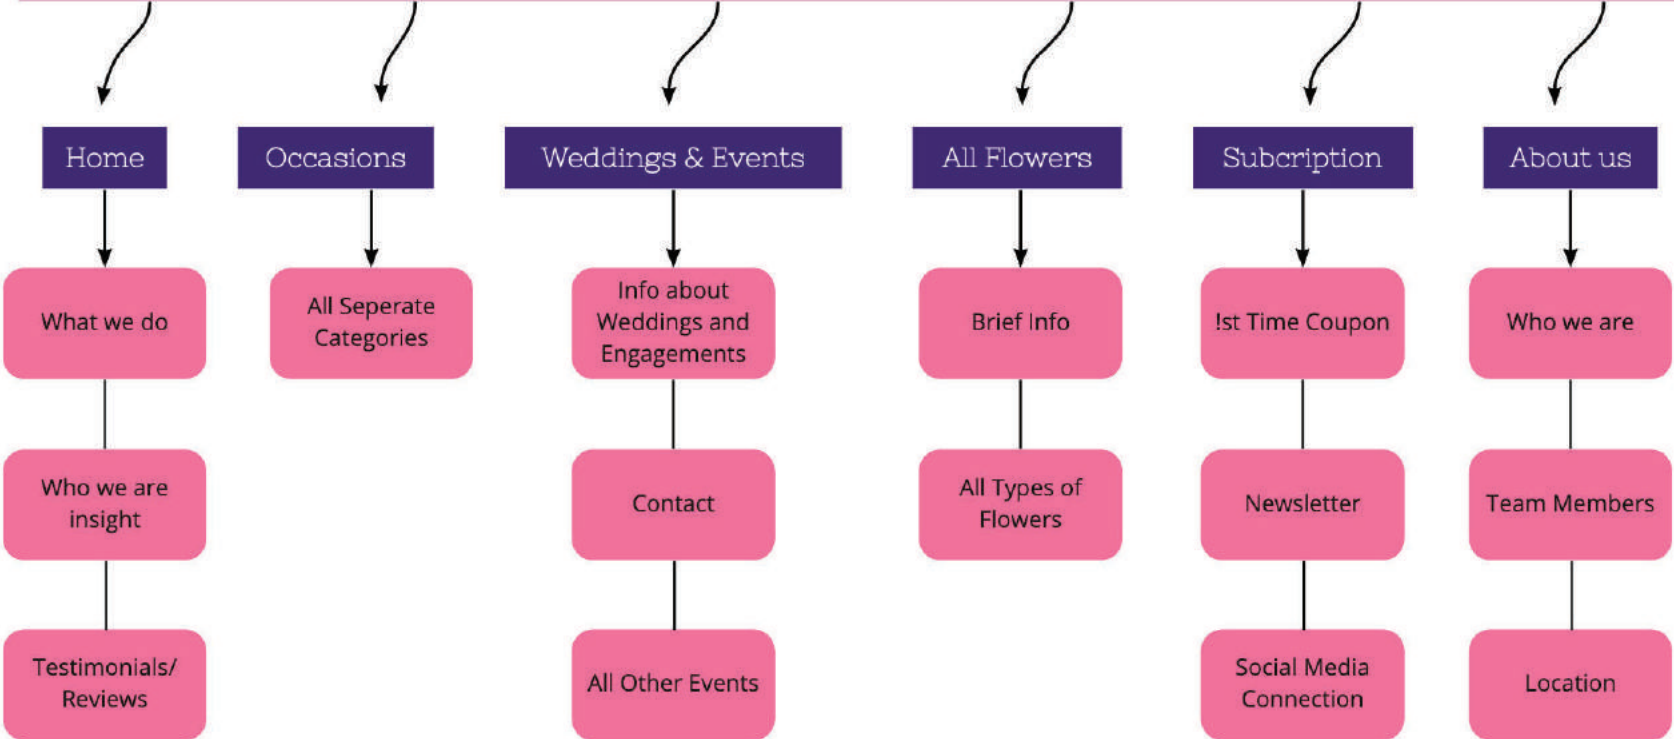 Home
Occasions
Weddings & Events
All Flowers
Subcription
About us
What we do
All Seperate
Categories
Info about
Weddings and
Engagements
Brief Info
!st Time Coupon
Who we are
Who we are
insight
Contact
All Types of
Flowers
Newsletter
Team Members
Testimonials/
Reviews
All Other Events
Social Media
Connection
Location